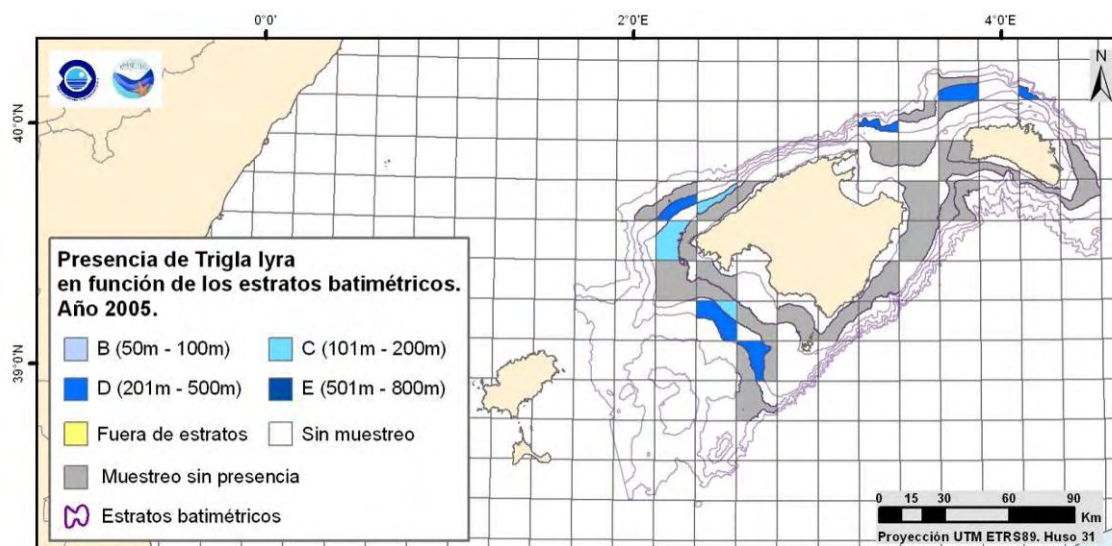 0°0'
2°0'E
4°0'E
40°0'N
39°0'N
N
Presencia de Trigla lyra
en función de los estratos batimétricos.
Año 2005.
B (50m - 100m)
C (101m - 200m)
D (201m - 500m)
E (501m - 800m)
Fuera de estratos
Sin muestreo
Muestreo sin presencia
Estratos batimétricos
0 15 30 60 90
Km
Proyección UTM ETRS89. Huso 31